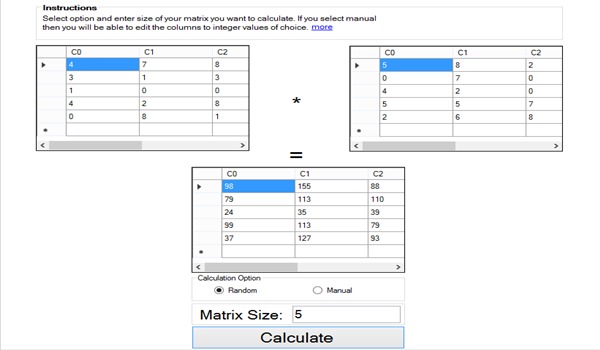 Instructions
Select option and enter size of your matrix you want to calculate. If you select manual
then you will be able to edit the columns to integer values of choice. more
C0 C1 C2
4 7 8
3 1 3
1 0 0
4 2 8
0 8 1
*
*
C0 C1 C2
5 8 2
0 7 0
4 2 0
5 5 7
2 6 8
*
=
C0 C1 C2
98 155 88
79 113 110
24 35 39
99 113 79
37 127 93
*
Calculation Option
Random Manual
Matrix Size: 5
Calculate